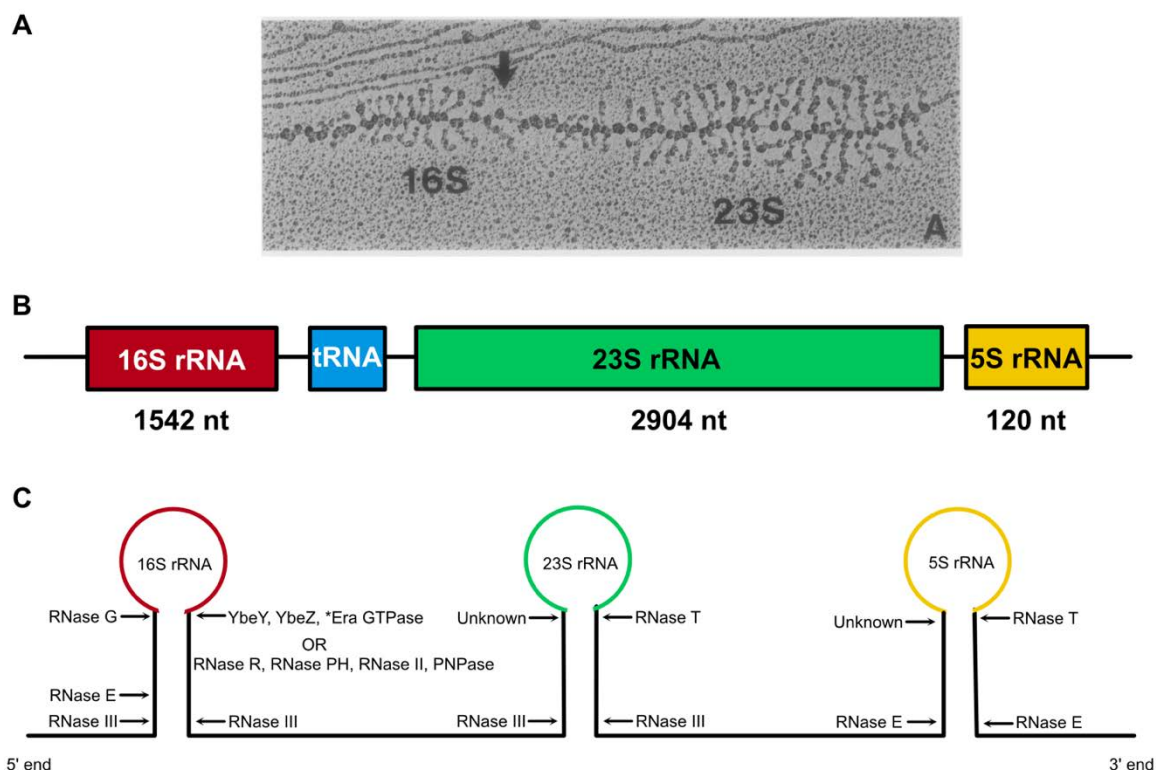 A
16S
23S
A
B
16S rRNA
tRNA
23S rRNA
5S rRNA
1542 nt
2904 nt
120 nt
C
16S rRNA
23S rRNA
5S rRNA
RNase G
YbeY, YbeZ, *Era GTPase
OR
RNase R, RNase PH, RNase II, PNPase
RNase E
RNase III
RNase III
Unknown
RNase T
RNase III
RNase III
Unknown
RNase T
RNase E
RNase E
5' end
3' end